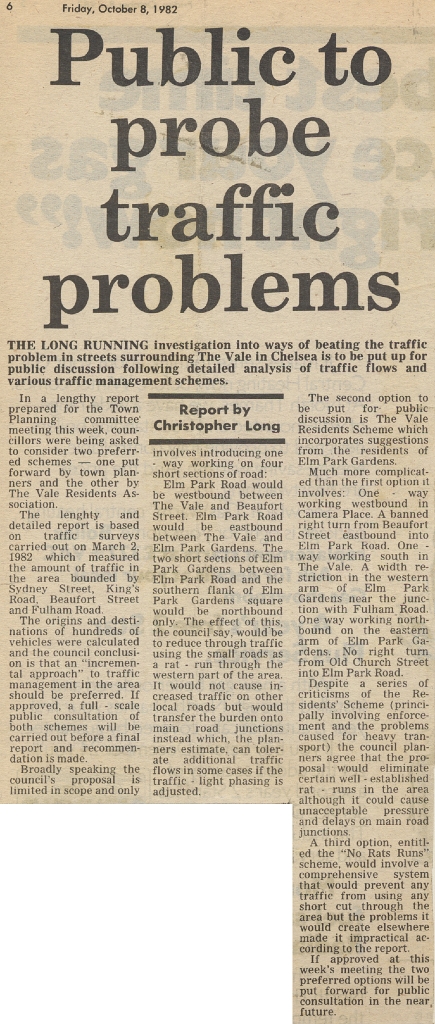 6
Friday, October 8, 1982
Public to
probe
traffic
problems
THE LONG RUNNING investigation into ways of beating the traffic
problem in streets surrounding The Vale in Chelsea is to be put up for
public discussion following detailed analysis of traffic flows and
various traffic management schemes.
In a lengthy report
prepared for the Town
Planning committee
meeting this week, coun-
cillors were being asked
to consider two preferr-
ed schemes — one put
forward by town plan-
ners and the other by
The Vale Residents As-
sociation.
The lenghty and
detailed report is based
on traffic surveys
carried out on March 2,
1982 which measured
the amount of traffic in
the area bounded by
Sydney Street, King's
Road, Beaufort Street
and Fulham Road.
The origins and desti-
nations of hundreds of
vehicles were calculated
and the council conclusi-
on is that an "incremen-
tal approach" to traffic
management in the area
should be preferred. If
approved, a full - scale
public consultation of
both schemes will be
carried out before a final
report and recommen-
dation is made.
Broadly speaking the
council's proposal is
limited in scope and only
Report by
Christopher Long
involves introducing one
- way working on four
short sections of road:
Elm Park Road would
be westbound between
The Vale and Beaufort
Street. Elm Park Road
would be eastbound
between The Vale and
Elm Park Gardens. The
two short sections of Elm
Park Gardens between
Elm Park Road and the
southern flank of Elm
Park Gardens square
would be northbound
only. The effect of this,
the council say, would be
to reduce through traffic
using the small roads as
a rat - run through the
western part of the area.
It would not cause in-
creased traffic on other
local roads but would
transfer the burden onto
main road junctions
instead which, the plan-
ners estimate, can toler-
ate additional traffic
flows in some cases if the
traffic - light phasing is
adjusted.
The second option to
be put for public
discussion is The Vale
Residents Scheme which
incorporates suggestions
from the residents of
Elm Park Gardens.
Much more complicat-
ed than the first option it
involves: One - way
working westbound in
Camera Place. A banned
right turn from Beaufort
Street eastbound into
Elm Park Road. One -
way working south in
The Vale. A width re-
striction in the western
arm of Elm Park
Gardens near the junc-
tion with Fulham Road.
One way working north-
bound on the eastern
arm of Elm Park Ga-
rdens. No right turn
from Old Church Street
into Elm Park Road.
Despite a series of
criticisms of the Re-
sidents' Scheme (princi-
pally involving enforce-
ment and the problems
caused for heavy tran-
sport) the council plan-
ners agree that the pro-
posal would eliminate
certain well - established
rat - runs in the area
although it could cause
unacceptable pressure
and delays on main road
junctions.
A third option, entitl-
ed the "No Rats Runs"
scheme, would involve a
comprehensive system
that would prevent any
traffic from using any
short cut through the
area but the problems it
would create elsewhere
made it impractical ac-
cording to the report.
If approved at this
week's meeting the two
preferred options will be
put forward for public
consultation in the near
future.